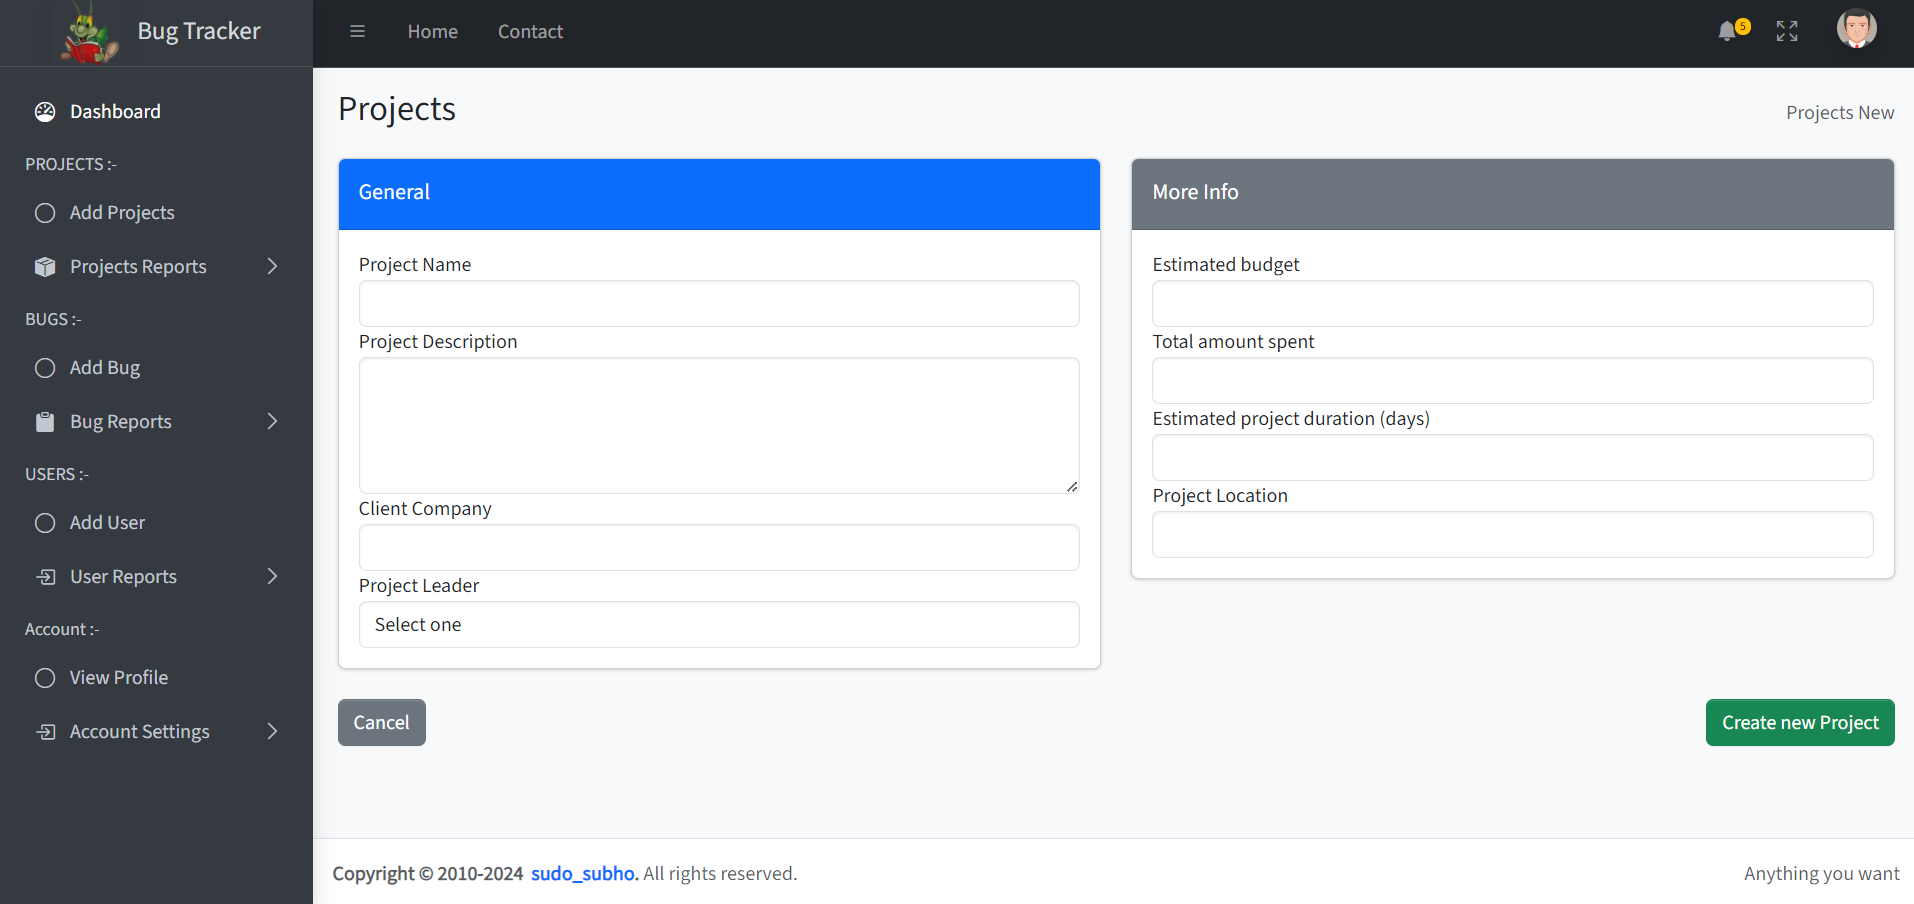 Bug Tracker
Home
Contact
5
Dashboard
PROJECTS :-
Add Projects
Projects Reports
BUGS :-
Add Bug
Bug Reports
USERS :-
Add User
User Reports
Account :-
View Profile
Account Settings
Projects
Projects New
General
Project Name
Project Description
Client Company
Project Leader
Select one
More Info
Estimated budget
Total amount spent
Estimated project duration (days)
Project Location
Cancel
Create new Project
Copyright © 2010-2024 sudo_subho. All rights reserved.
Anything you want